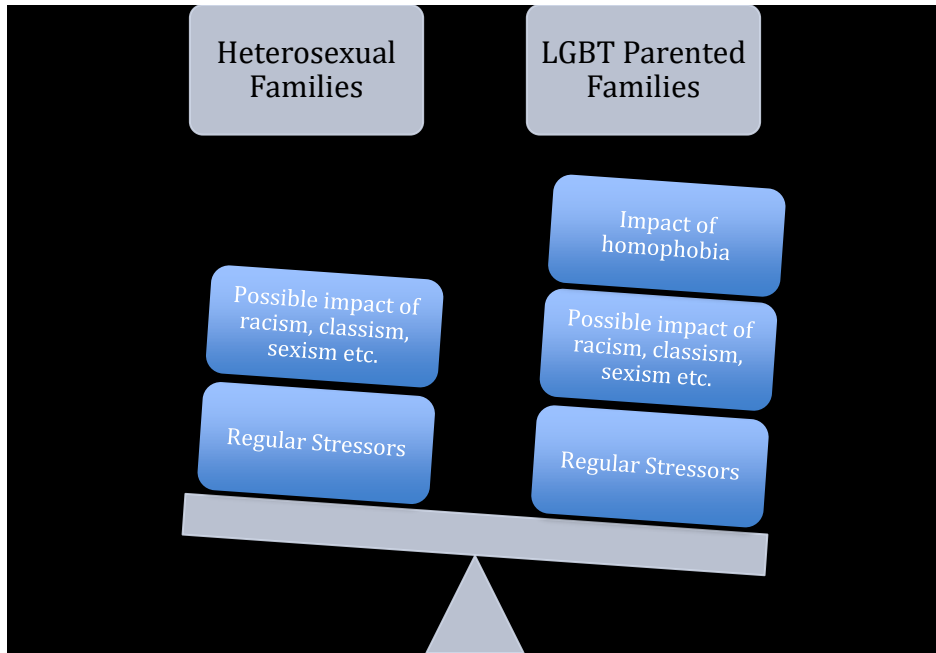 Heterosexual
Families
LGBT Parented
Families
Possible impact of
racism, classism,
sexism etc.
Regular Stressors
Impact of
homophobia
Possible impact of
racism, classism,
sexism etc.
Regular Stressors